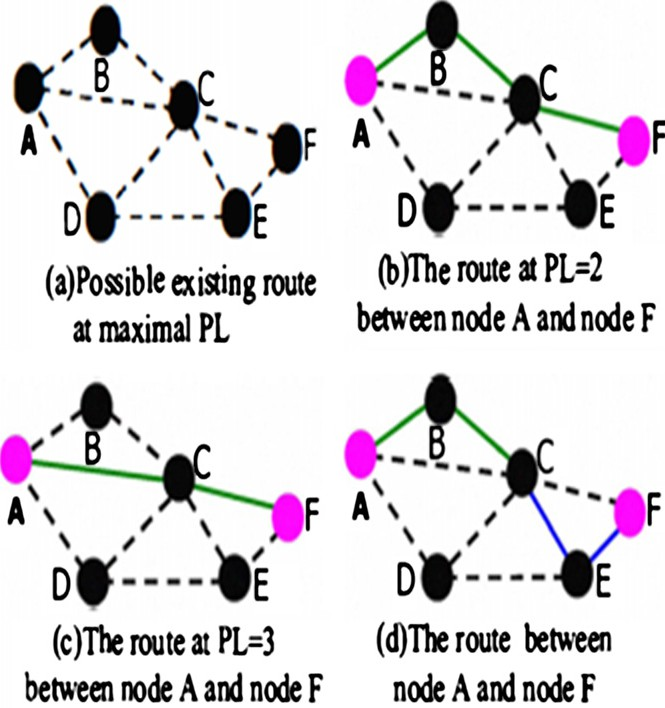 B
C
A
F
D
E
(a)Possible existing route
at maximal PL
B
C
A
F
D
E
(b)The route at PL=2
between node A and node F
B
C
A
F
D
E
(c)The route at PL=3
between node A and node F
B
C
A
F
D
E
(d)The route between
node A and node F